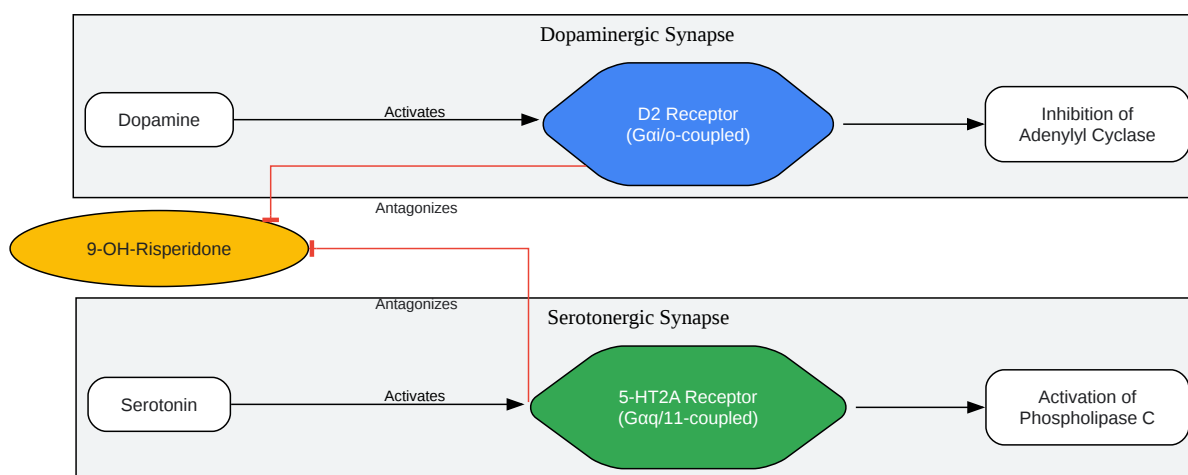 Dopaminergic Synapse
Dopamine
Activates
D2 Receptor
(Gαi/o-coupled)
Inhibition of
Adenylyl Cyclase
Antagonizes
9-OH-Risperidone
Antagonizes
Serotonergic Synapse
Serotonin
Activates
5-HT2A Receptor
(Gαq/11-coupled)
Activation of
Phospholipase C